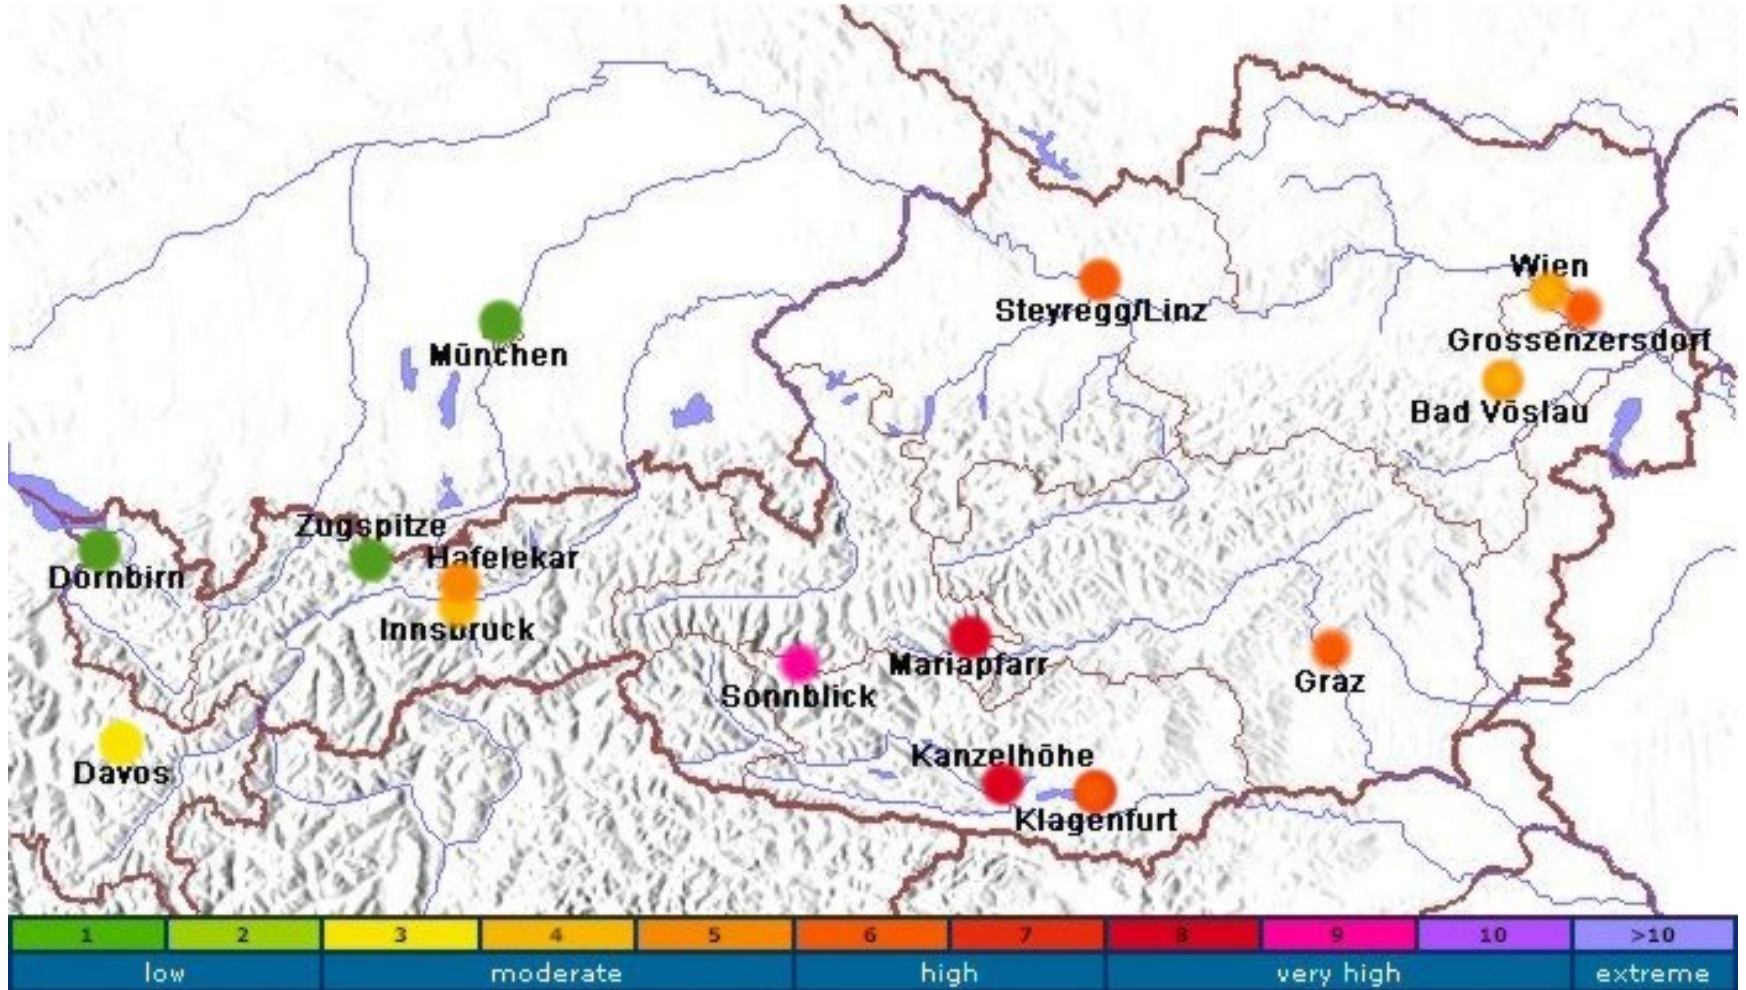 Wien
Steyregg/Linz
Grossenzersdorf
München
Bad Vöslau
Zugspitze
Hafelekar
Dornbirn
Innsbruck
Mariapfarr
Sonnblick
Graz
Kanzelhöhe
Davos
Klagenfurt
1 2 3 4 5 6 7 8 9 10 >10
low moderate high very high extreme